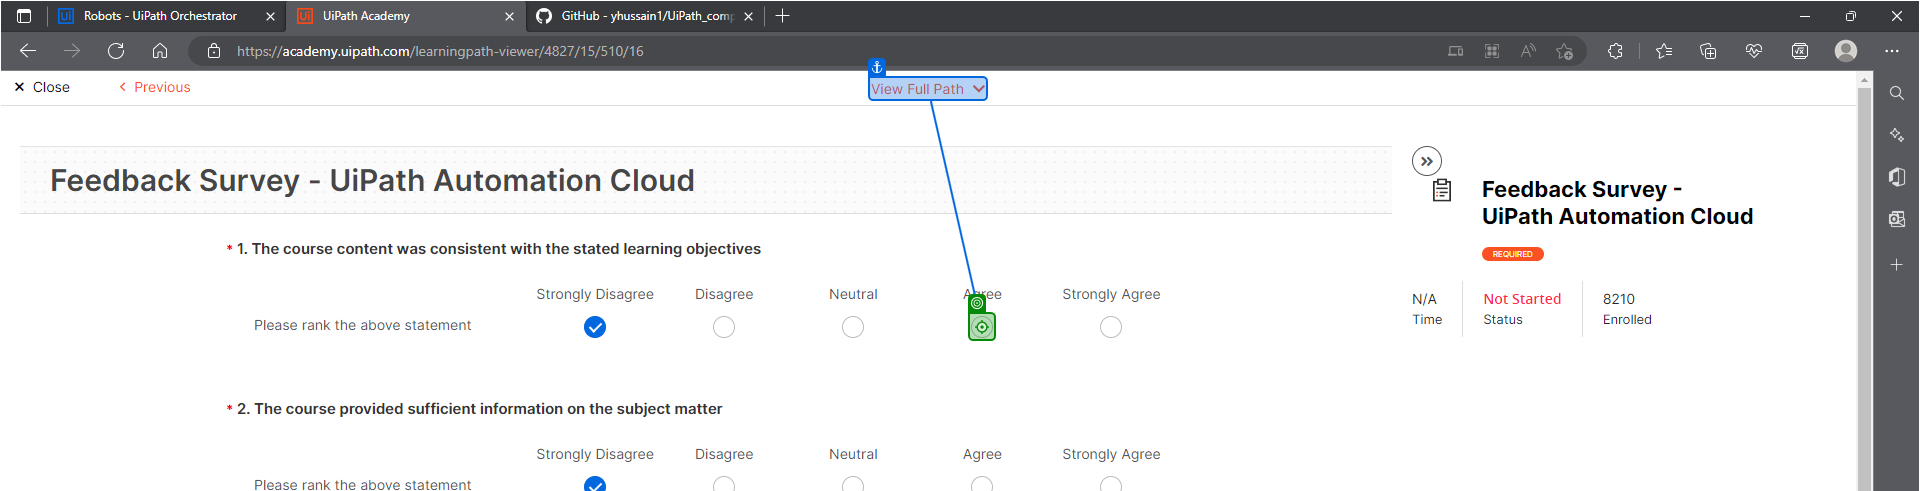 Robots - UiPath Orchestrator
UiPath Academy
GitHub - yhussain1/UiPath_comp
https://academy.uipath.com/learningpath-viewer/4827/15/510/16
Close
Previous
View Full Path
Feedback Survey - UiPath Automation Cloud
* 1. The course content was consistent with the stated learning objectives
Strongly Disagree Disagree Neutral Agree Strongly Agree
Please rank the above statement
* 2. The course provided sufficient information on the subject matter
Strongly Disagree Disagree Neutral Agree Strongly Agree
Please rank the above statement
Feedback Survey -
UiPath Automation Cloud
REQUIRED
N/A Not Started 8210
Time Status Enrolled